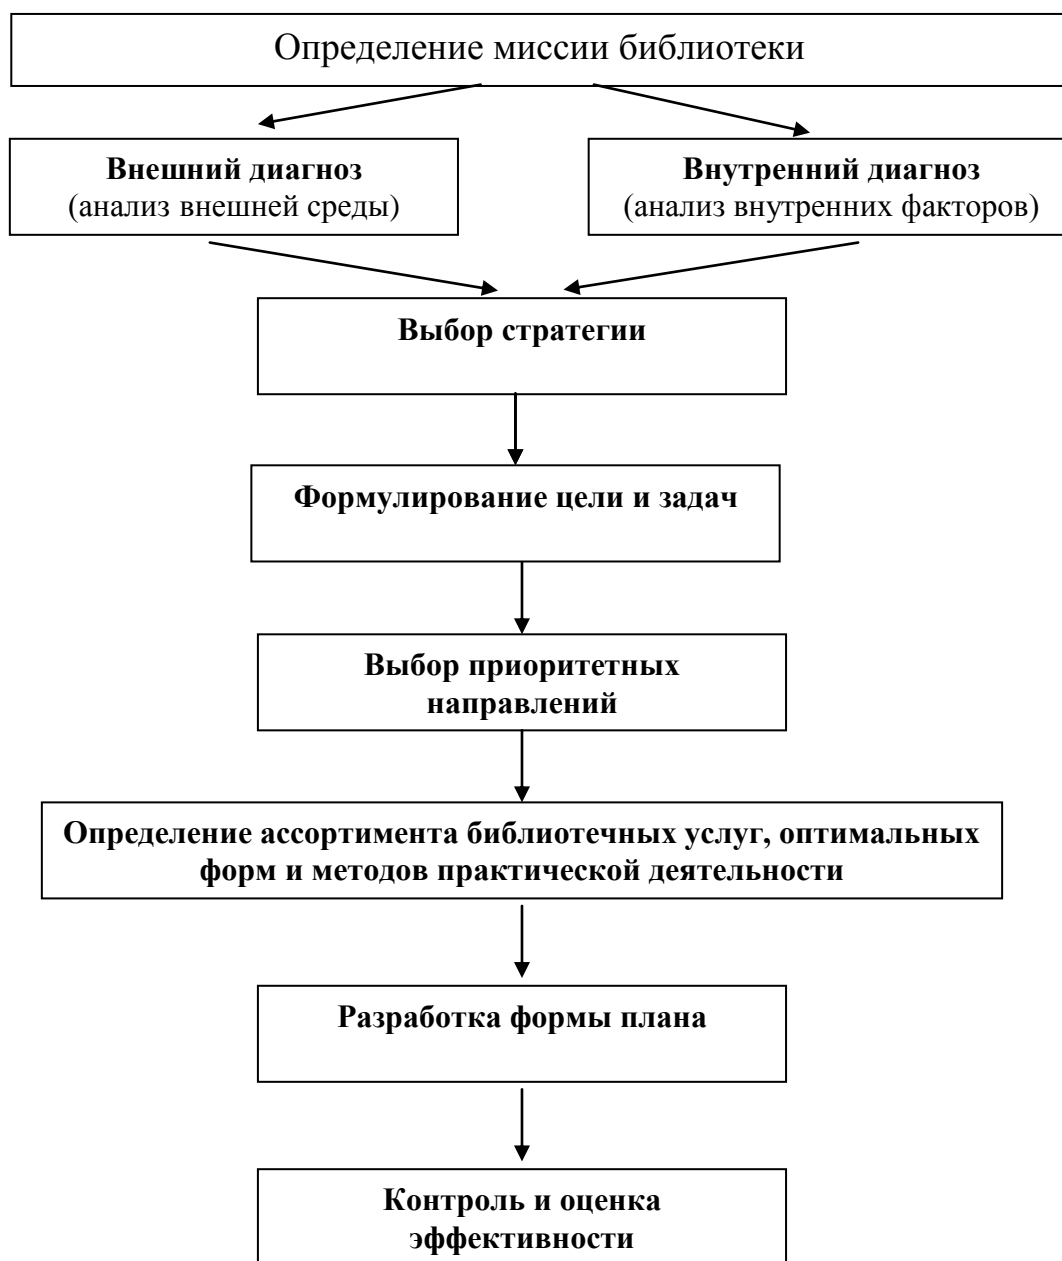 Определение миссии библиотеки
Внешний диагноз
(анализ внешней среды)
Внутренний диагноз
(анализ внутренних факторов)
Выбор стратегии
Формулирование цели и задач
Выбор приоритетных
направлений
Определение ассортимента библиотечных услуг, оптимальных
форм и методов практической деятельности
Разработка формы плана
Контроль и оценка
эффективности